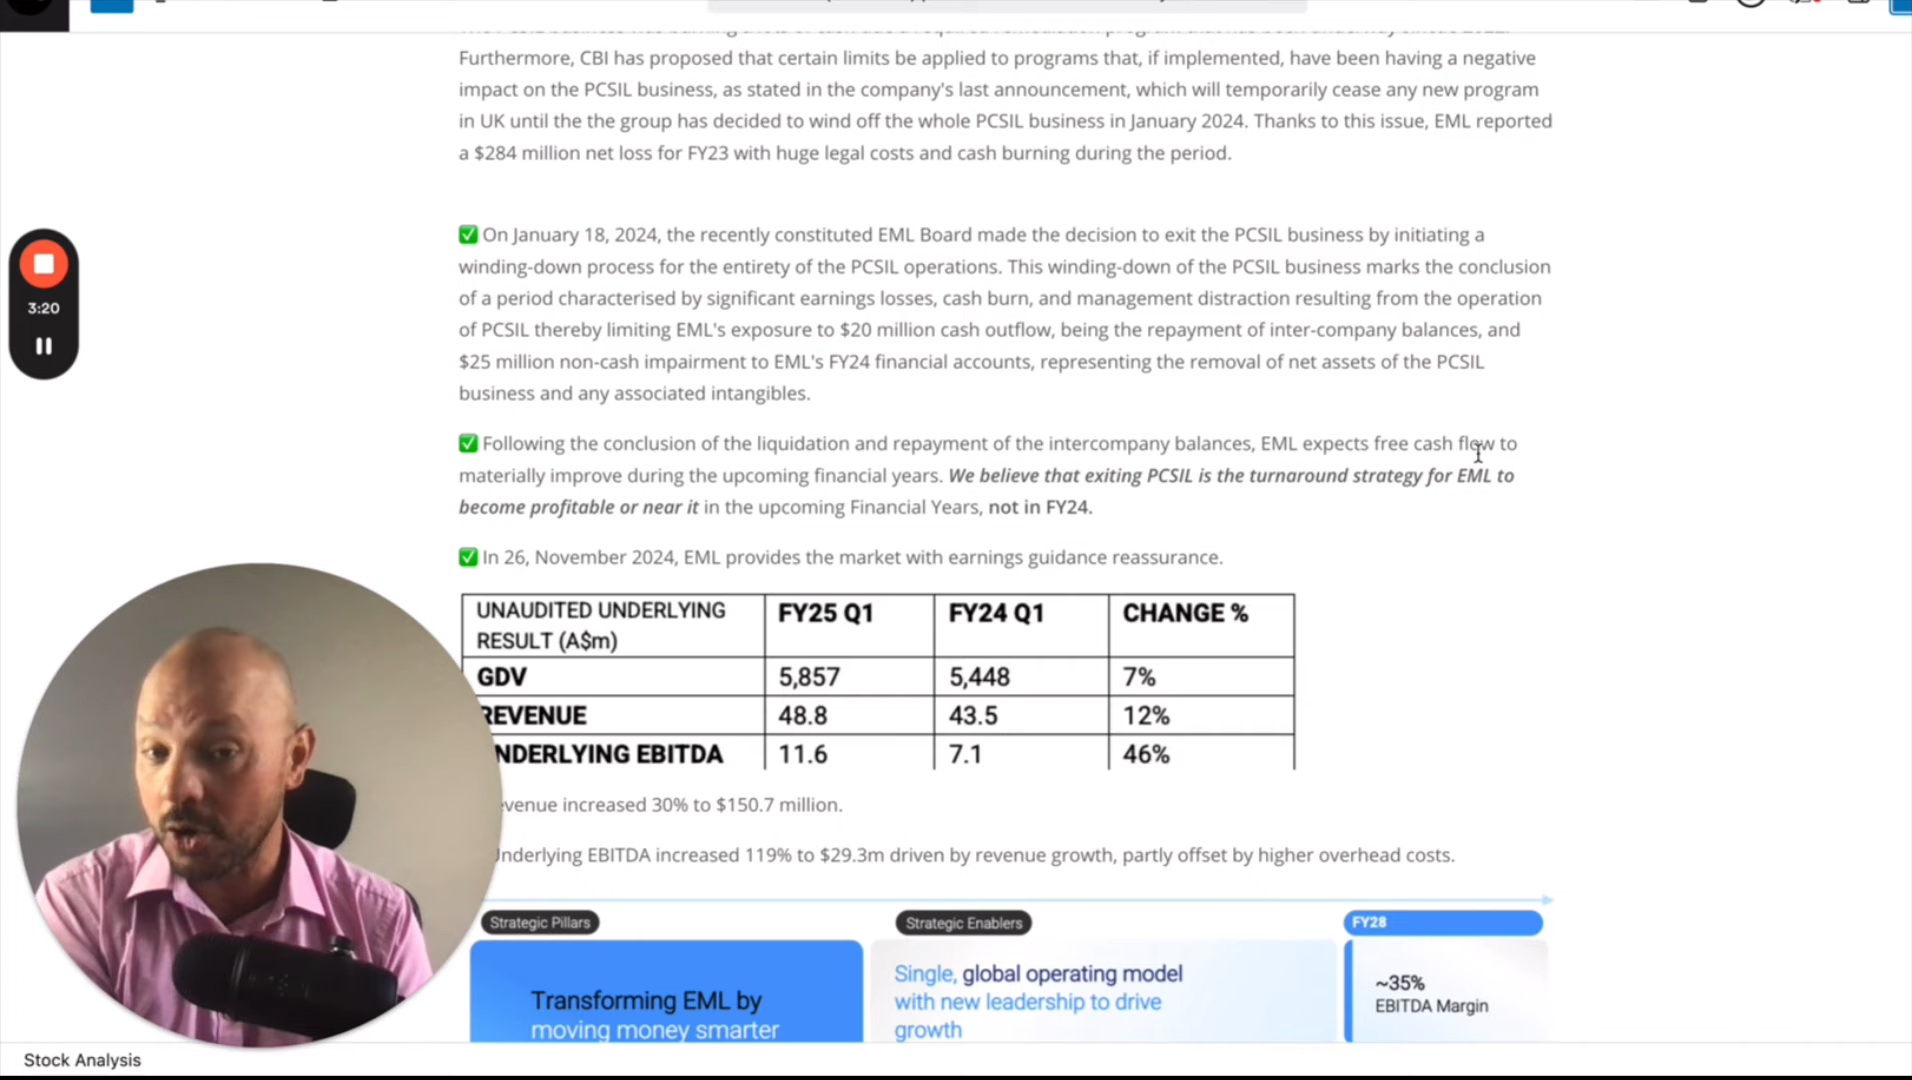 Furthermore, CBI has proposed that certain limits be applied to programs that, if implemented, have been having a negative
impact on the PCSIL business, as stated in the company's last announcement, which will temporarily cease any new program
in UK until the the group has decided to wind off the whole PCSIL business in January 2024. Thanks to this issue, EML reported
a $284 million net loss for FY23 with huge legal costs and cash burning during the period.
✅ On January 18, 2024, the recently constituted EML Board made the decision to exit the PCSIL business by initiating a
winding-down process for the entirety of the PCSIL operations. This winding-down of the PCSIL business marks the conclusion
of a period characterised by significant earnings losses, cash burn, and management distraction resulting from the operation
of PCSIL thereby limiting EML's exposure to $20 million cash outflow, being the repayment of inter-company balances, and
$25 million non-cash impairment to EML's FY24 financial accounts, representing the removal of net assets of the PCSIL
business and any associated intangibles.
3:20
✅ Following the conclusion of the liquidation and repayment of the intercompany balances, EML expects free cash flow to
materially improve during the upcoming financial years. We believe that exiting PCSIL is the turnaround strategy for EML to
become profitable or near it in the upcoming Financial Years, not in FY24.
✅ In 26, November 2024, EML provides the market with earnings guidance reassurance.
UNAUDITED UNDERLYING RESULT (A$m) FY25 Q1 FY24 Q1 CHANGE %
GDV 5,857 5,448 7%
REVENUE 48.8 43.5 12%
NDERLYING EBITDA 11.6 7.1 46%
evenue increased 30% to $150.7 million.
Underlying EBITDA increased 119% to $29.3m driven by revenue growth, partly offset by higher overhead costs.
Strategic Pillars Strategic Enablers FY28
Transforming EML by
moving money smarter
Single, global operating model
with new leadership to drive
growth
~35%
EBITDA Margin
Stock Analysis